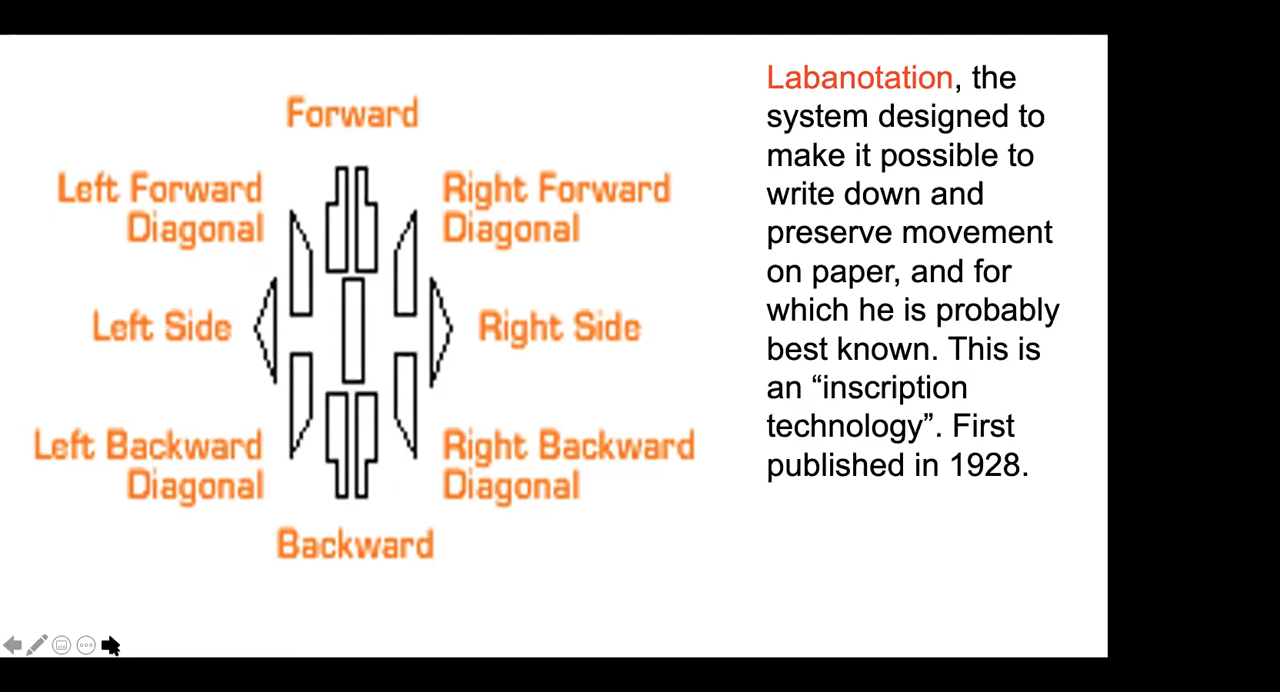 Forward
Left Forward
Diagonal
Right Forward
Diagonal
Left Side
Right Side
Left Backward
Diagonal
Right Backward
Diagonal
Backward
Labanotation, the
system designed to
make it possible to
write down and
preserve movement
on paper, and for
which he is probably
best known. This is
an “inscription
technology”. First
published in 1928.